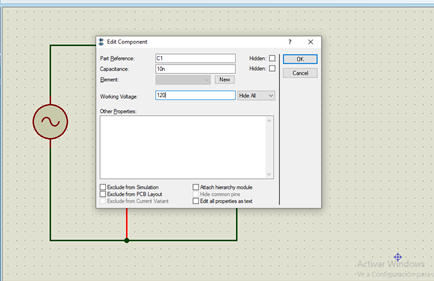 Edit Component
? ×
Part Reference: C1 Hidden:
Capacitance: 10n Hidden:
Element: New
Working Voltage: 120 Hide All
Other Properties:
OK
Cancel
Exclude from Simulation Attach hierarchy module
Exclude from PCB Layout Hide common pins
Exclude from Current Variant Edit all properties as text
Activar Windows
Ve a Configuración para